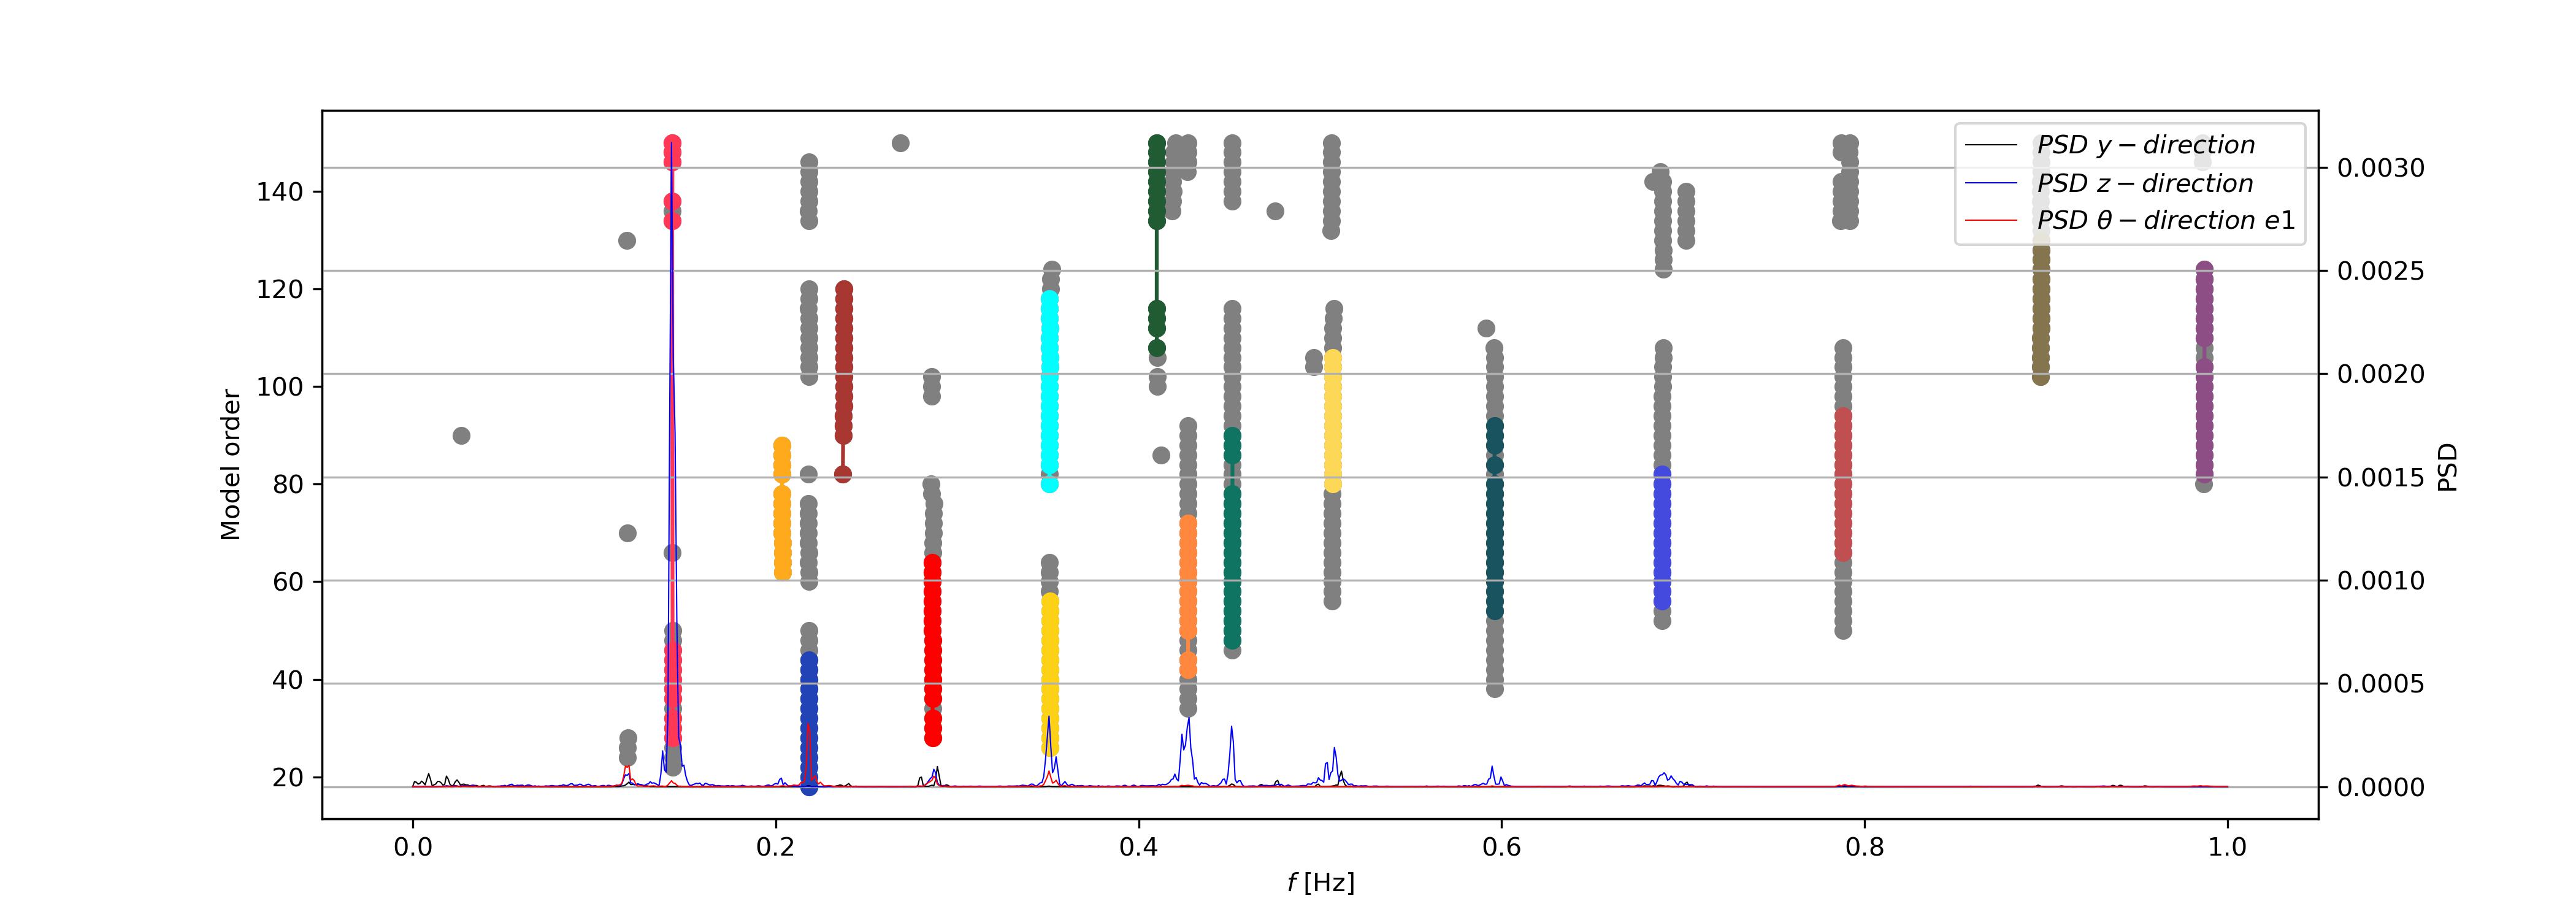 PSD y − direction
PSD z − direction
PSD θ − direction e1
140
120
100
80
60
40
20
Model order
0.0030
0.0025
0.0020
0.0015
0.0010
0.0005
0.0000
PSD
0.0 0.2 0.4 0.6 0.8 1.0
f [Hz]